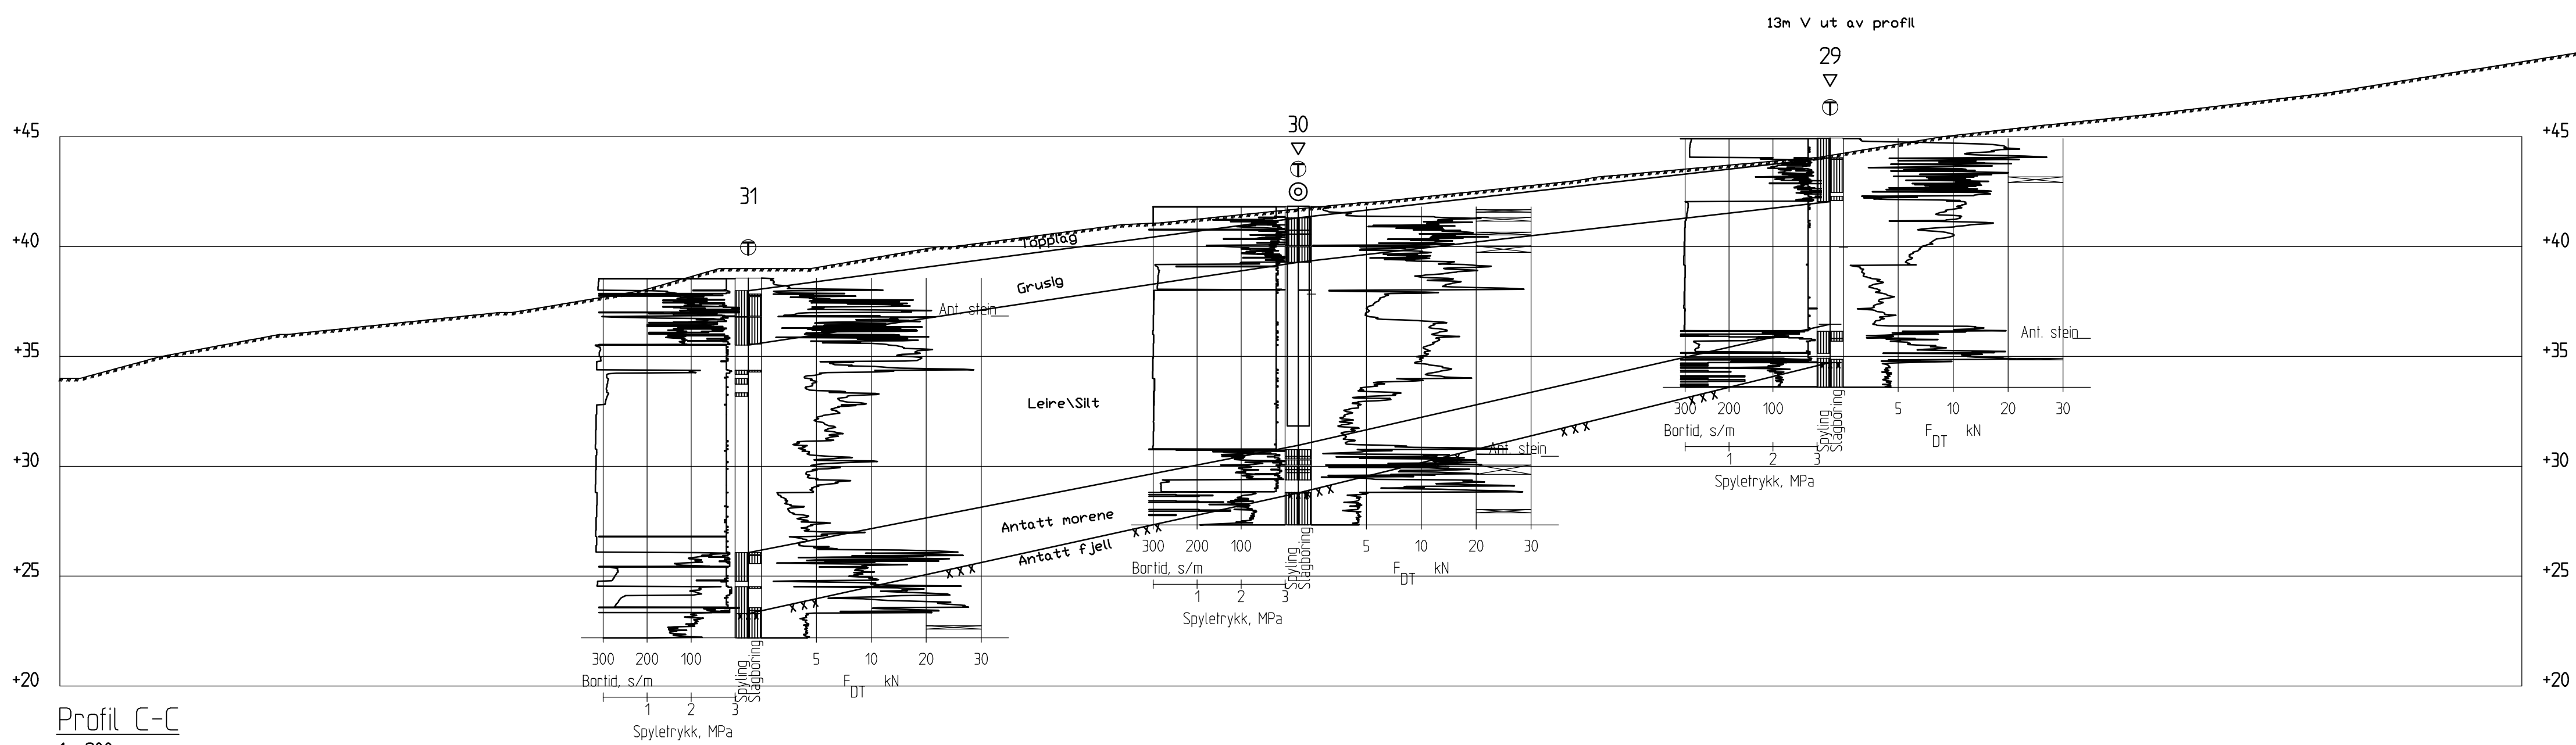 13m V ut av profil
29
30
31
+45
+45
+40
+40
+35
+35
+30
+30
+25
+25
+20
+20
Topplag
Grusig
Leire\Silt
Antatt morene
Antatt fjell
Ant. stein
300 200 100
5 10 20 30
Bortid, s/m
Spyling
Slagboring
F DT kN
1 2 3
Spyletrykk, MPa
Ant. stein
300 200 100
5 10 20 30
Bortid, s/m
Spyling
Slagboring
F DT kN
1 2 3
Spyletrykk, MPa
Ant. stein
300 200 100
5 10 20 30
Bortid, s/m
Spyling
Slagboring
F DT kN
1 2 3
Spyletrykk, MPa
Profil C-C